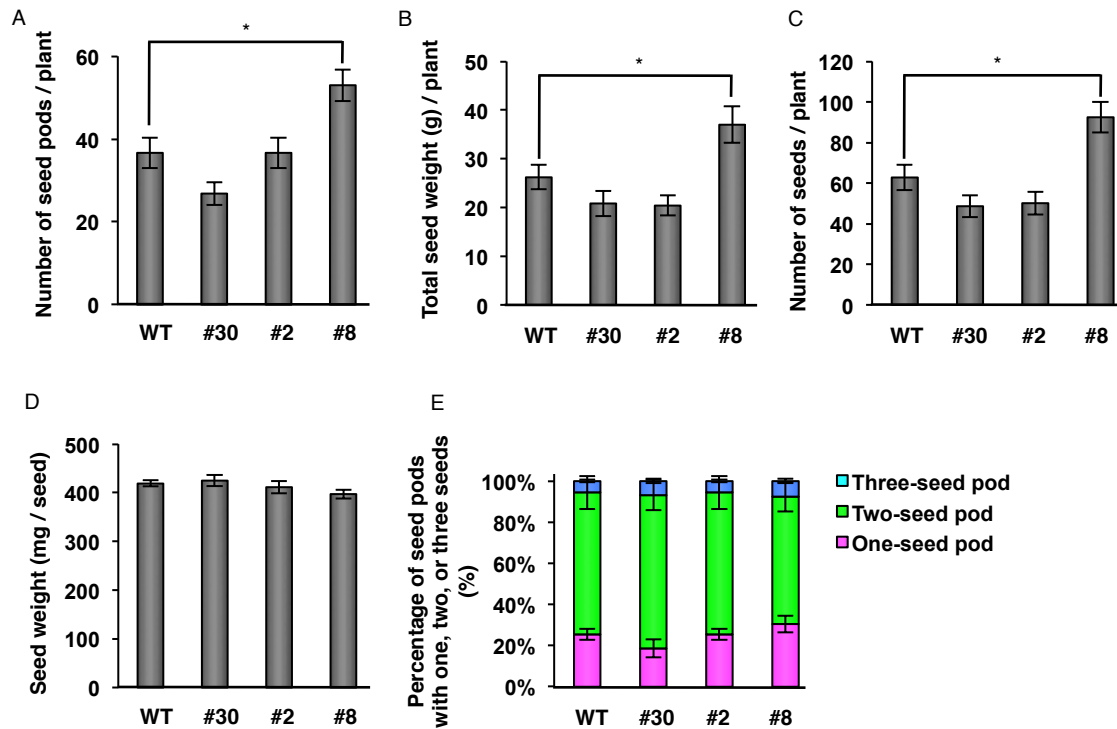 A
Number of seed pods / plant
60
40
20
0
*
WT #30 #2 #8
B
Total seed weight (g) / plant
50
40
30
20
10
0
*
WT #30 #2 #8
C
Number of seeds / plant
120
100
80
60
40
20
0
*
WT #30 #2 #8
D
Seed weight (mg / seed)
500
400
300
200
100
0
WT #30 #2 #8
E
Percentage of seed pods
with one, two, or three seeds
(%)
100%
80%
60%
40%
20%
0%
WT #30 #2 #8
Three-seed pod
Two-seed pod
One-seed pod